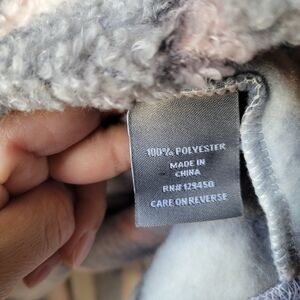 100% POLYESTER
MADE IN
CHINA
RN# 129450
CARE ON REVERSE